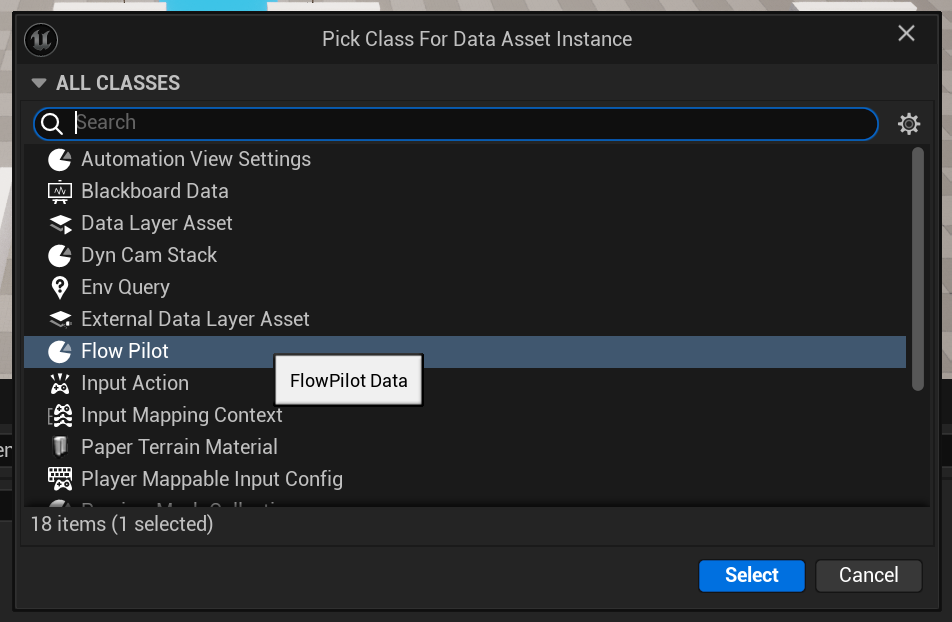 Pick Class For Data Asset Instance
ALL CLASSES
Search
Automation View Settings
Blackboard Data
Data Layer Asset
Dyn Cam Stack
Env Query
External Data Layer Asset
Flow Pilot
FlowPilot Data
Input Action
Input Mapping Context
Paper Terrain Material
Player Mappable Input Config
18 items (1 selected)
Select
Cancel